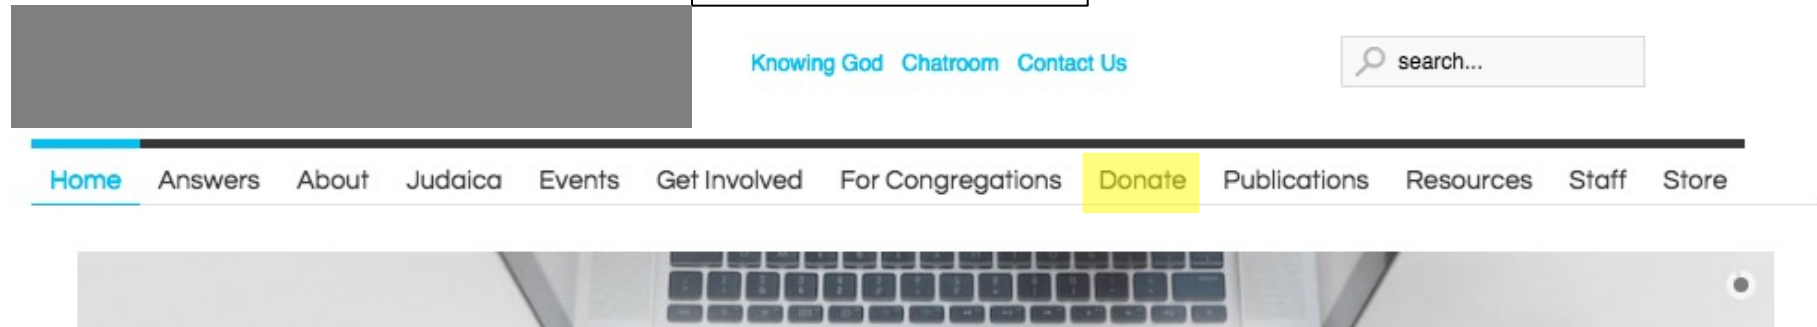 Knowing God Chatroom Contact Us
search...
Home Answers About Judaica Events Get Involved For Congregations Donate Publications Resources Staff Store